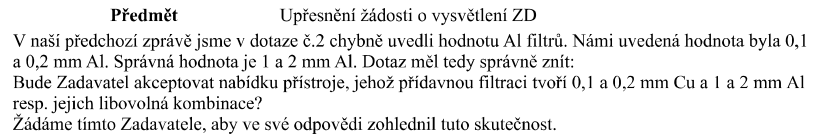 Předmět Upřesnění žádosti o vysvětlení ZD
V naší předchozí zprávě jsme v dotaze č.2 chybně uvedli hodnotu Al filtrů. Námi uvedená hodnota byla 0,1
a 0,2 mm Al. Správná hodnota je 1 a 2 mm Al. Dotaz měl tedy správně znít:
Bude Zadavatel akceptovat nabídku přístroje, jehož přídavnou filtraci tvoří 0,1 a 0,2 mm Cu a 1 a 2 mm Al
resp. jejich libovolná kombinace?
Žádáme tímto Zadavatele, aby ve své odpovědi zohlednil tuto skutečnost.